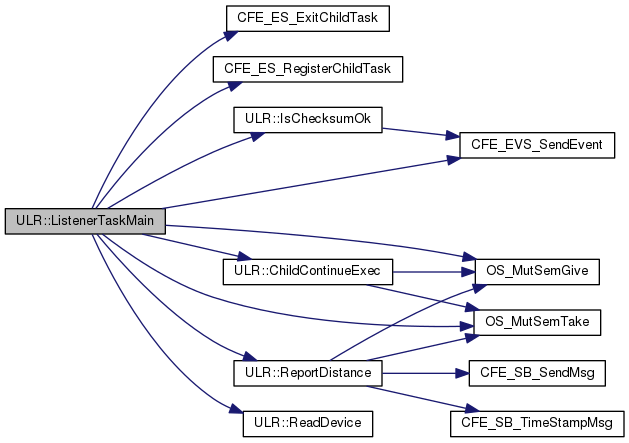 CFE_ES_ExitChildTask
CFE_ES_RegisterChildTask
ULR::IsChecksumOk
CFE_EVS_SendEvent
ULR::ListenerTaskMain
ULR::ChildContinueExec
OS_MutSemGive
OS_MutSemTake
ULR::ReportDistance
CFE_SB_SendMsg
ULR::ReadDevice
CFE_SB_TimeStampMsg